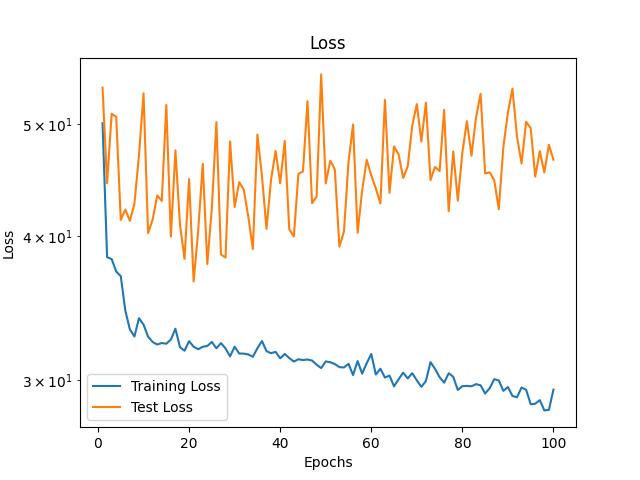 Loss
5 × 10¹
4 × 10¹
3 × 10¹
Loss
Training Loss
Test Loss
0 20 40 60 80 100
Epochs